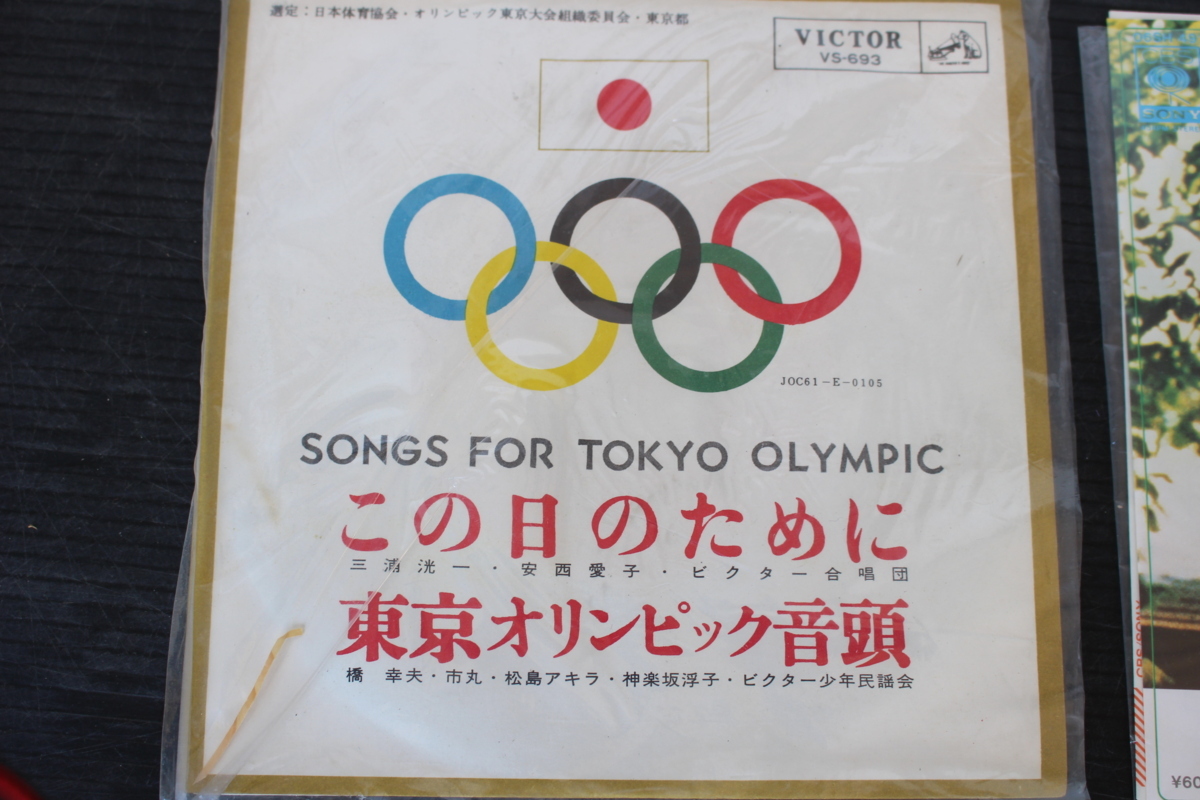 選定：日本体育協会・オリンピック東京大会組織委員会・東京都
VICTOR
VS-693
JOC61-E-0105
SONGS FOR TOKYO OLYMPIC
この日のために
三浦洸一・安西愛子・ビクター合唱団
東京オリンピック音頭
橋 幸夫・市丸・松島アキラ・神楽坂浮子・ビクター少年民謡会
SONY
CBS・SONY
¥60